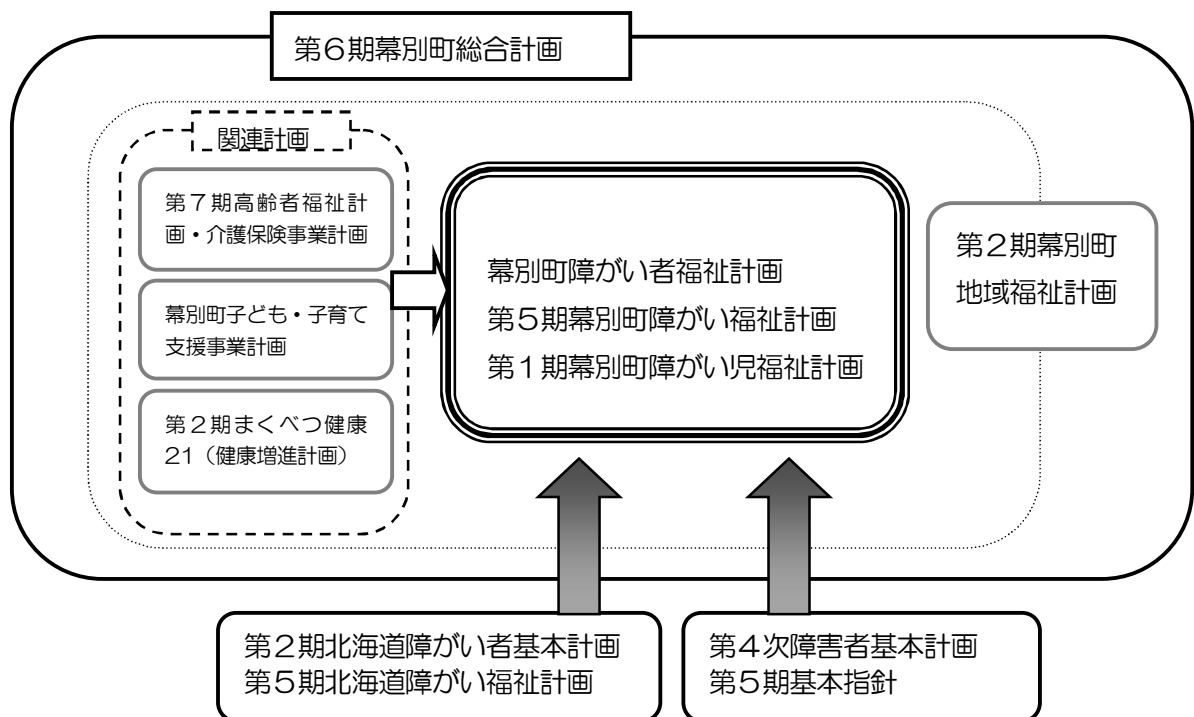 第６期幕別町総合計画
関連計画
第７期高齢者福祉計
画・介護保険事業計画
幕別町子ども・子育て
支援事業計画
第２期まくべつ健康
21（健康増進計画）
幕別町障がい者福祉計画
第５期幕別町障がい福祉計画
第１期幕別町障がい児福祉計画
第２期幕別町
地域福祉計画
第２期北海道障がい者基本計画
第５期北海道障がい福祉計画
第４次障害者基本計画
第５期基本指針